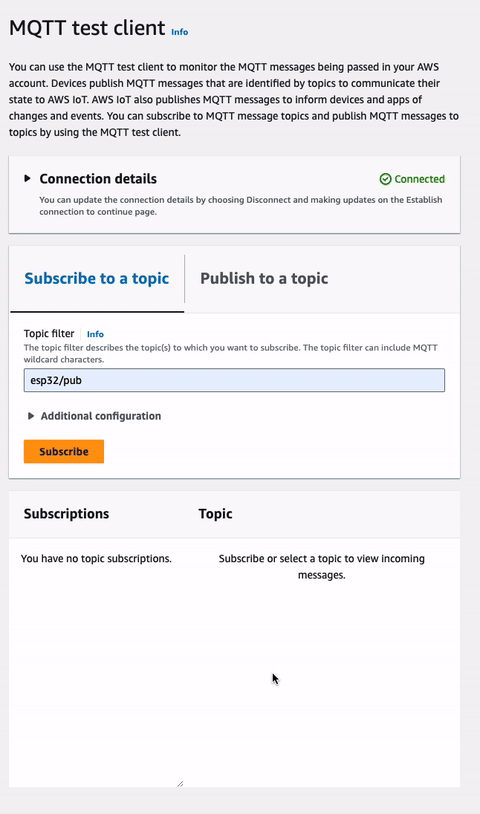 MQTT test client Info
You can use the MQTT test client to monitor the MQTT messages being passed in your AWS
account. Devices publish MQTT messages that are identified by topics to communicate their
state to AWS IoT. AWS IoT also publishes MQTT messages to inform devices and apps of
changes and events. You can subscribe to MQTT message topics and publish MQTT messages to
topics by using the MQTT test client.
Connection details
Connected
You can update the connection details by choosing Disconnect and making updates on the Establish
connection to continue page.
Subscribe to a topic
Publish to a topic
Topic filter Info
The topic filter describes the topic(s) to which you want to subscribe. The topic filter can include MQTT
wildcard characters.
esp32/pub
Additional configuration
Subscribe
Subscriptions
Topic
You have no topic subscriptions.
Subscribe or select a topic to view incoming
messages.